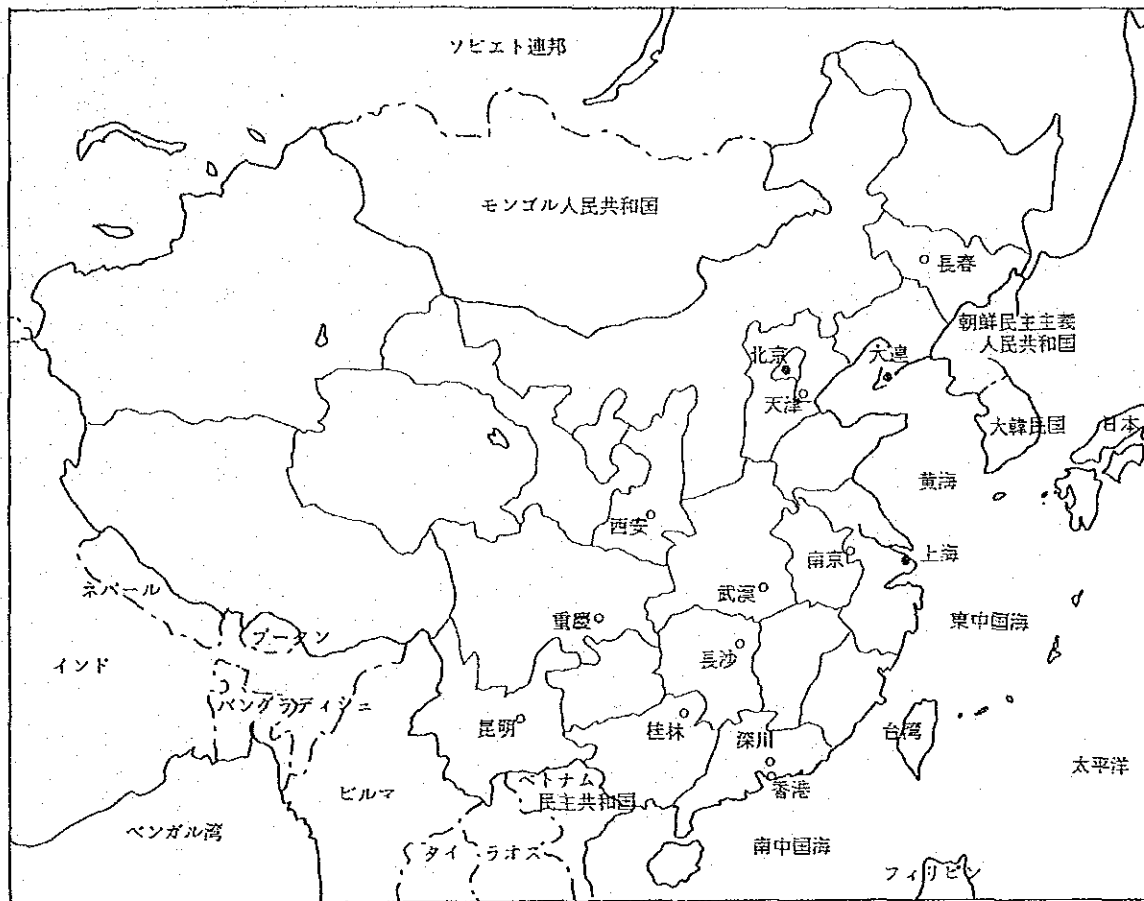 ソビエト連邦
モンゴル人民共和国
長春
朝鮮民主主義
人民共和国
北京
大連
天津
大韓民国
日本
黄海
西安
南京
上海
ネパール
武漢
重慶
東中国海
ブータン
長沙
インド
バングラディシュ
昆明
桂林
深川
台湾
太平洋
ベトナム
民主共和国
香港
ビルマ
ベンガル湾
タイ
ラオス
南中国海
フィリピン